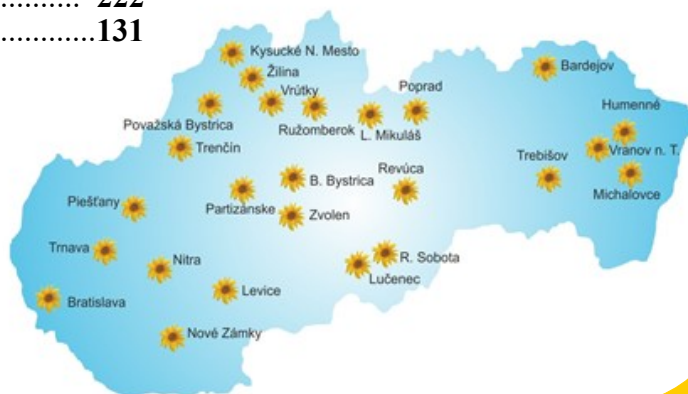 .......... 222
............131
Kysucké N. Mesto
Žilina
Vrútky
Poprad
Bardejov
Považská Bystrica
Ružomberok
L. Mikuláš
Humenné
Trenčín
Vranov n. T.
Trebišov
Revúca
B. Bystrica
Michalovce
Piešťany
Partizánske
Zvolen
Trnava
Nitra
R. Sobota
Lučenec
Levice
Bratislava
Nové Zámky